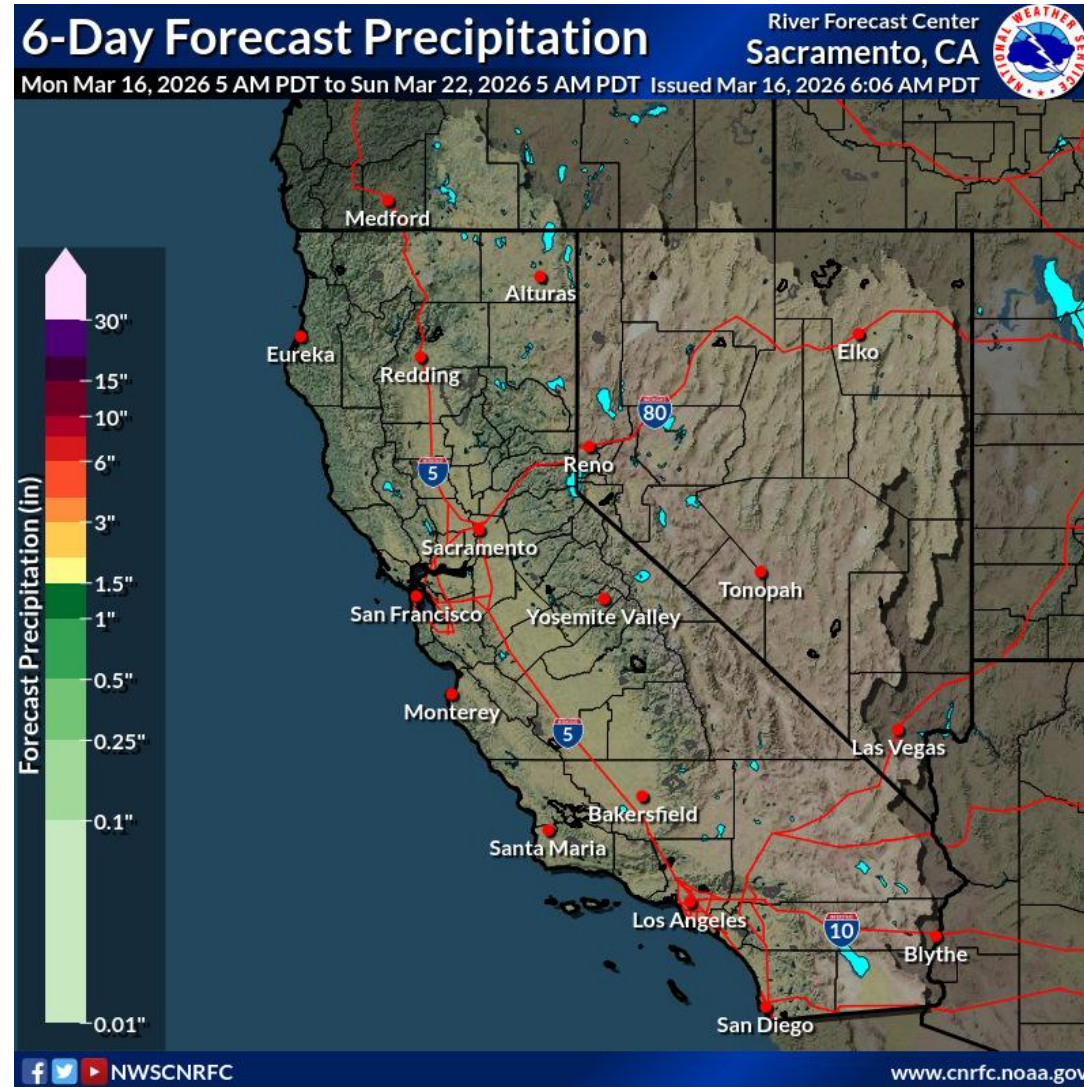 6-Day Forecast Precipitation
River Forecast Center
Sacramento, CA
Mon Mar 16, 2026 5 AM PDT to Sun Mar 22, 2026 5 AM PDT
Issued Mar 16, 2026 6:06 AM PDT
NATIONAL WEATHER SERVICE
Medford
Alturas
Eureka
Redding
Elko
80
Reno
5
Sacramento
San Francisco
Yosemite Valley
Tonopah
Monterey
5
Las Vegas
Bakersfield
Santa Maria
Los Angeles
10
Blythe
San Diego
Forecast Precipitation (in)
30"
15"
10"
6"
3"
1.5"
1"
0.5"
0.25"
0.1"
0.01"
NWSCNRFC
www.cnrfc.noaa.gov